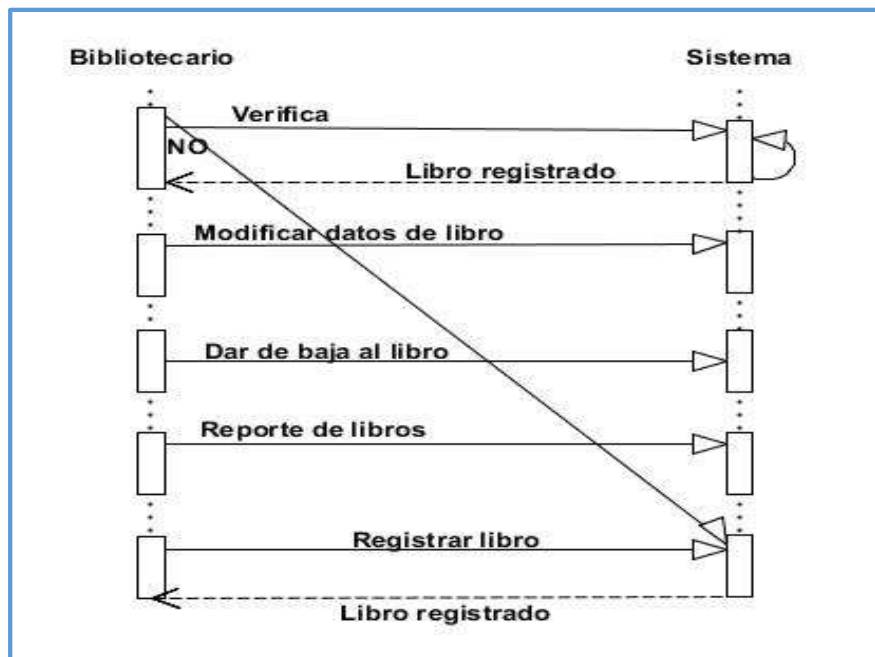 Bibliotecario
Sistema
Verifica
NO
Libro registrado
Modificar datos de libro
Dar de baja al libro
Reporte de libros
Registrar libro
Libro registrado